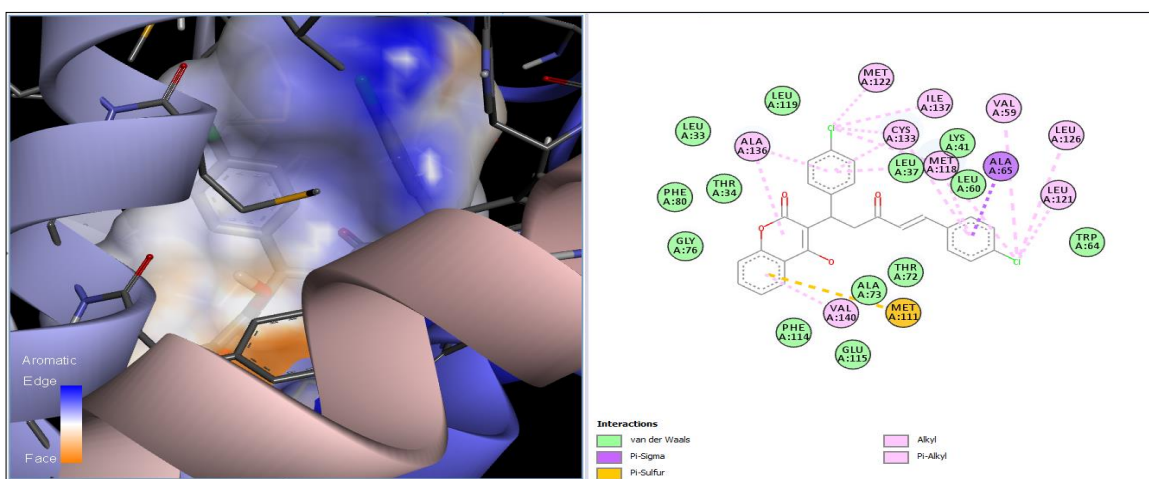 Aromatic
Edge
Face
MET
A:122
LEU
A:119
ILE
A:137
VAL
A:59
LEU
A:33
CYS
A:133
LYS
A:41
LEU
A:126
ALA
A:136
LEU
A:37
MET
A:118
ALA
A:65
LEU
A:60
THR
A:34
PHE
A:80
LEU
A:121
GLY
A:76
TRP
A:64
THR
A:72
ALA
A:73
VAL
A:140
MET
A:111
PHE
A:114
GLU
A:115
Cl
O
O
O
O
Cl
Interactions
van der Waals
Pi-Sigma
Pi-Sulfur
Alkyl
Pi-Alkyl